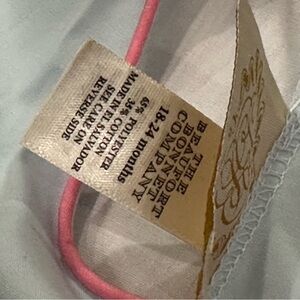 THE
BEAUFORT
BONNET
COMPANY
18-24 months
65% POLYESTER
35% COTTON
MADE IN EL SALVADOR
SEE CARE ON
REVERSE SIDE